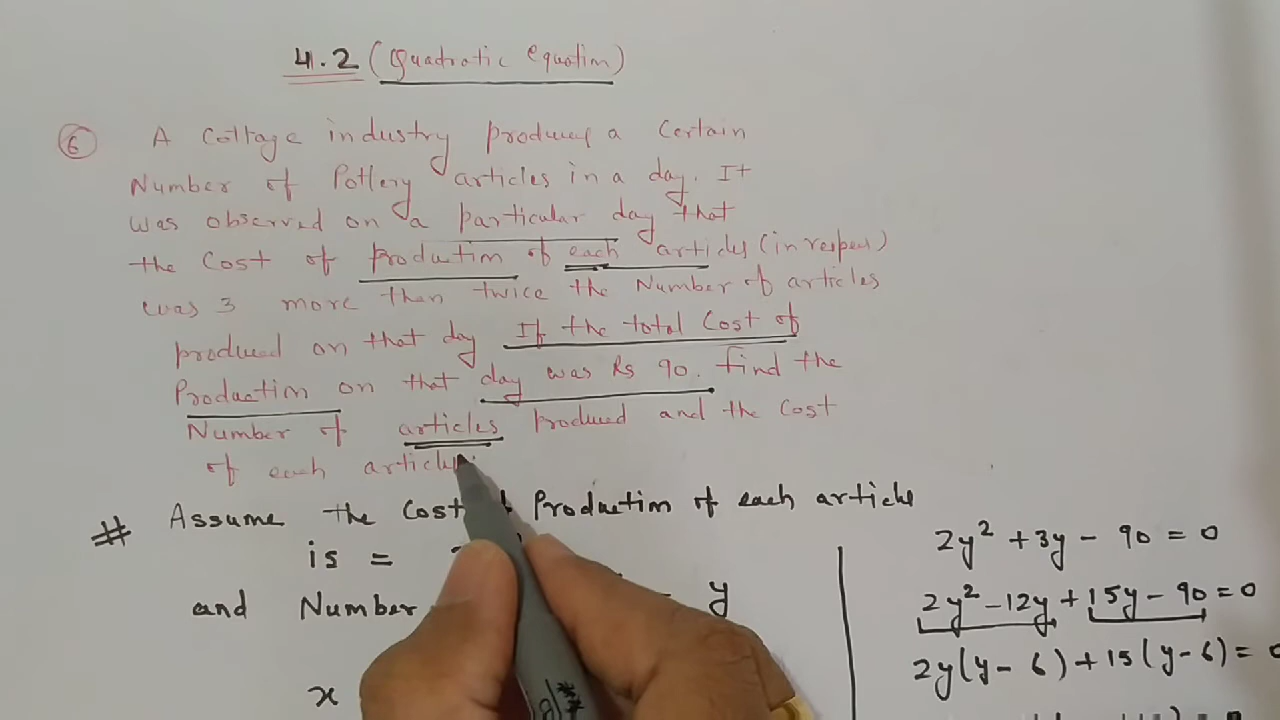 4.2 (Quadratic equation)
6 A Cottage industry produces a Certain
Number of Pottery articles in a day. It
was observed on a particular day that
the Cost of Production of each articles (in respect)
was 3 more then twice the Number of articles
produced on that day If the total Cost of
Production on that day was Rs 90. find the
Number of articles produced and the Cost
of each articles.
# Assume the Cost Production of each article
is =
and Number y
x
2y² + 3y - 90 = 0
2y² - 12y + 15y - 90 = 0
2y(y - 6) + 15(y - 6) = 0